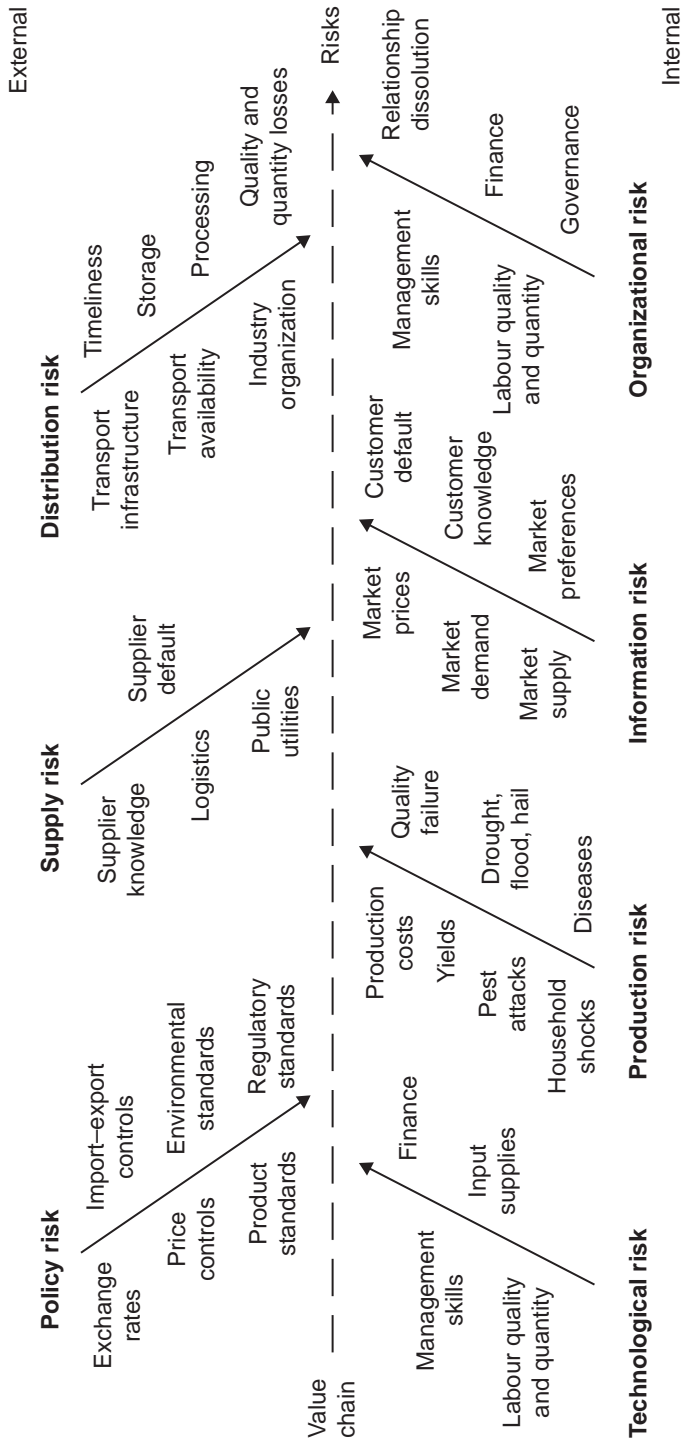 External
Policy risk
Exchange
rates
Import–export
controls
Price
controls
Environmental
standards
Product
standards
Regulatory
standards
Supply risk
Supplier
knowledge
Supplier
default
Logistics
Public
utilities
Distribution risk
Transport
infrastructure
Timeliness
Transport
availability
Storage
Industry
organization
Processing
Quality and
quantity losses
Value
chain
Risks
Management
skills
Finance
Labour quality
and quantity
Input
supplies
Technological risk
Production
costs
Quality
failure
Yields
Pest
attacks
Drought,
flood, hail
Household
shocks
Diseases
Production risk
Market
prices
Customer
default
Market
demand
Customer
knowledge
Market
supply
Market
preferences
Information risk
Management
skills
Relationship
dissolution
Labour quality
and quantity
Finance
Governance
Organizational risk
Internal